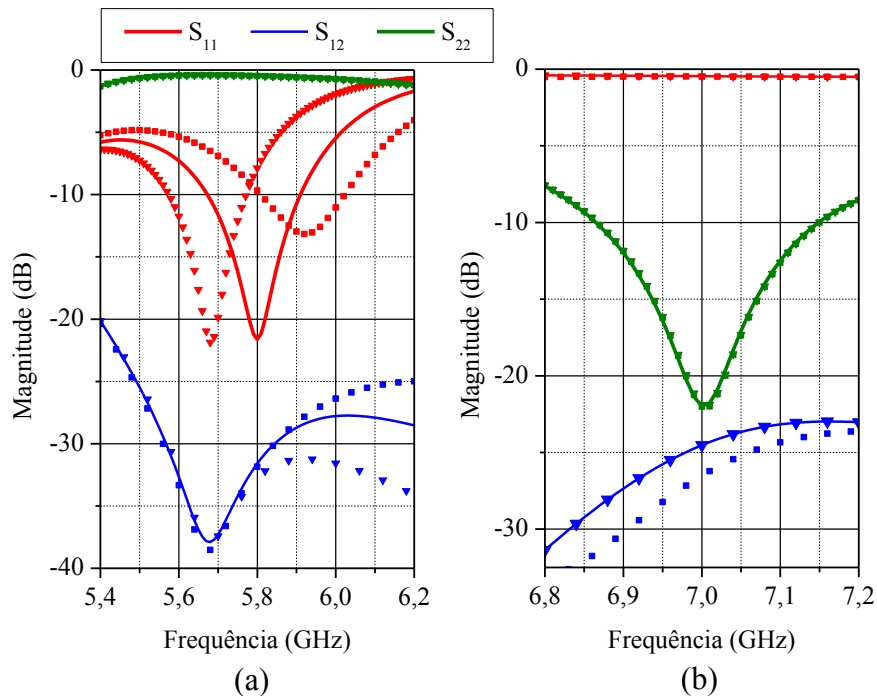 S11 S12 S22
0 0
-10 -10
-20 -20
-30 -30
-40
Magnitude (dB) Magnitude (dB)
5,4 5,6 5,8 6,0 6,2 6,8 6,9 7,0 7,1 7,2
Frequência (GHz) Frequência (GHz)
(a) (b)